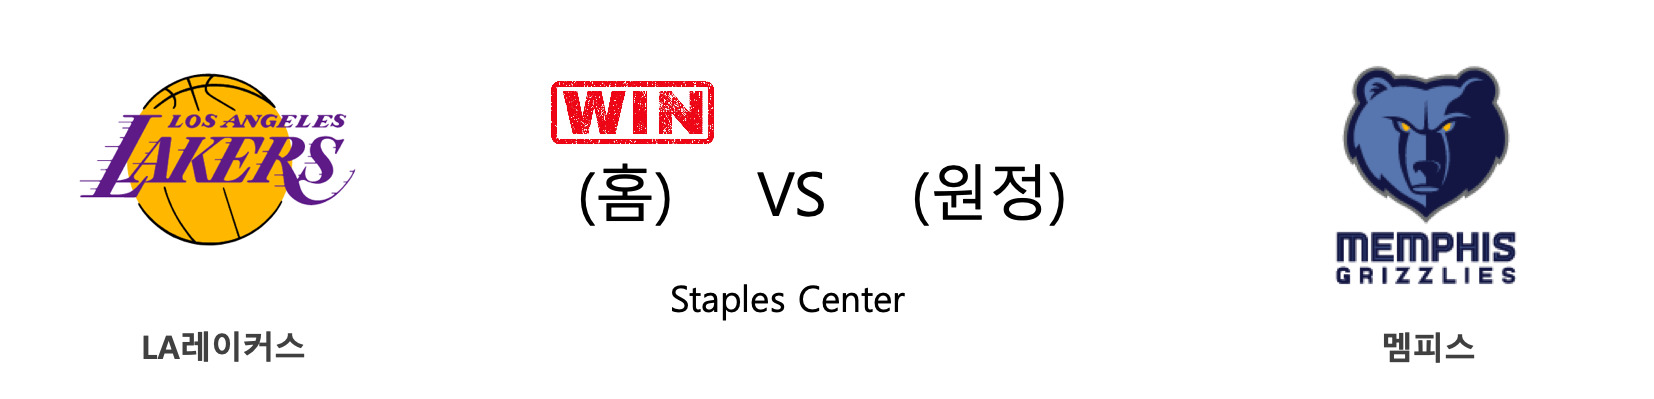 LOS ANGELES
LAKERS
WIN
(홈) VS (원정)
Staples Center
MEMPHIS
GRIZZLIES
LA레이커스
멤피스